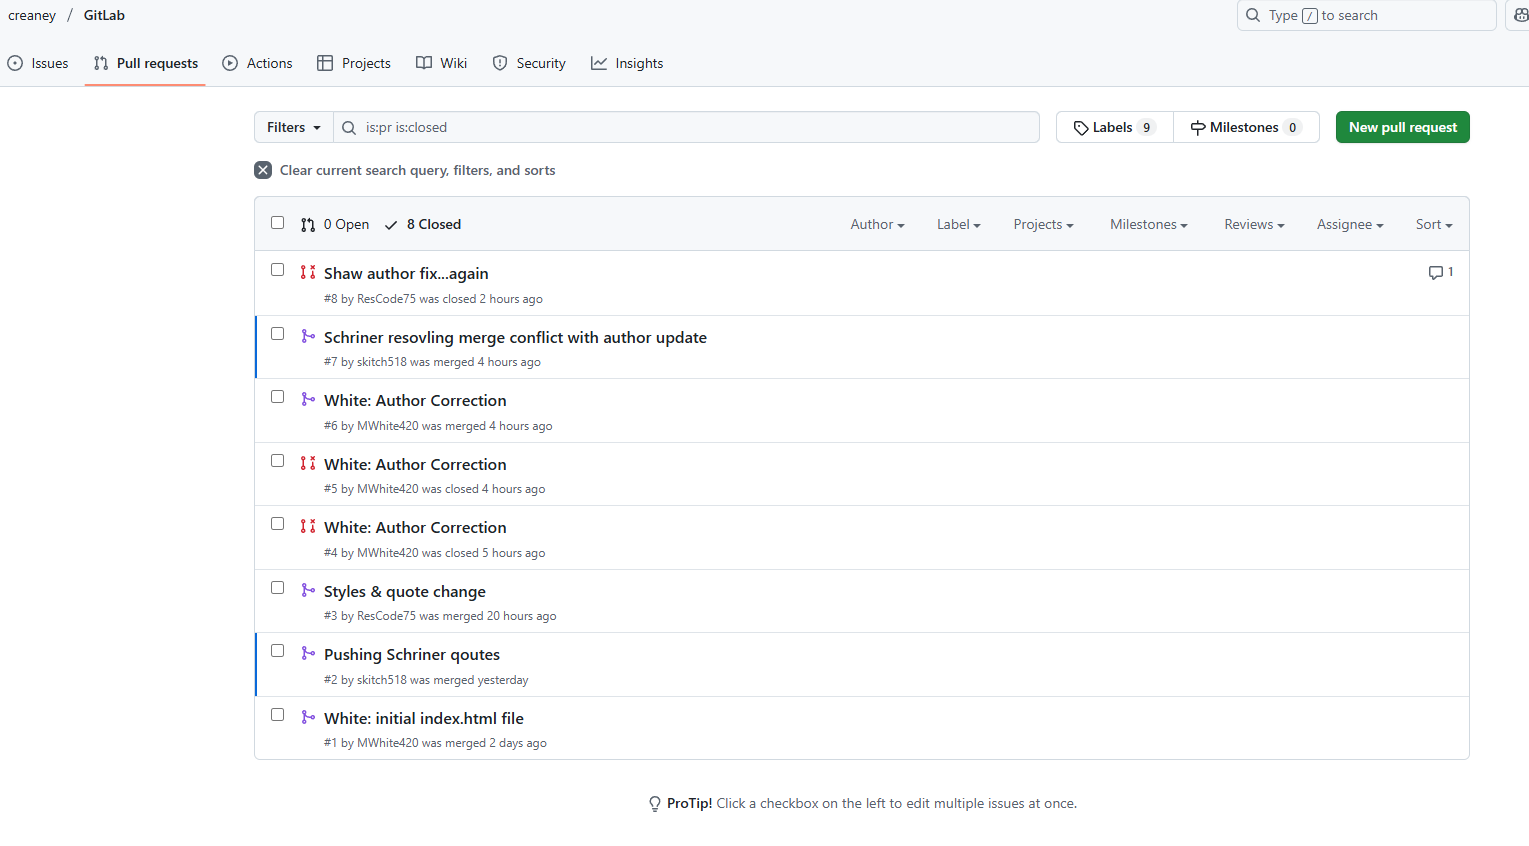 creaney / GitLab
Type / to search
Issues Pull requests Actions Projects Wiki Security Insights
Filters is:pr is:closed Labels 9 Milestones 0 New pull request
Clear current search query, filters, and sorts
0 Open 8 Closed Author Label Projects Milestones Reviews Assignee Sort
Shaw author fix...again 1
#8 by ResCode75 was closed 2 hours ago
Schriner resovling merge conflict with author update
#7 by skitch518 was merged 4 hours ago
White: Author Correction
#6 by MWhite420 was merged 4 hours ago
White: Author Correction
#5 by MWhite420 was closed 4 hours ago
White: Author Correction
#4 by MWhite420 was closed 5 hours ago
Styles & quote change
#3 by ResCode75 was merged 20 hours ago
Pushing Schriner qoutes
#2 by skitch518 was merged yesterday
White: initial index.html file
#1 by MWhite420 was merged 2 days ago
ProTip! Click a checkbox on the left to edit multiple issues at once.